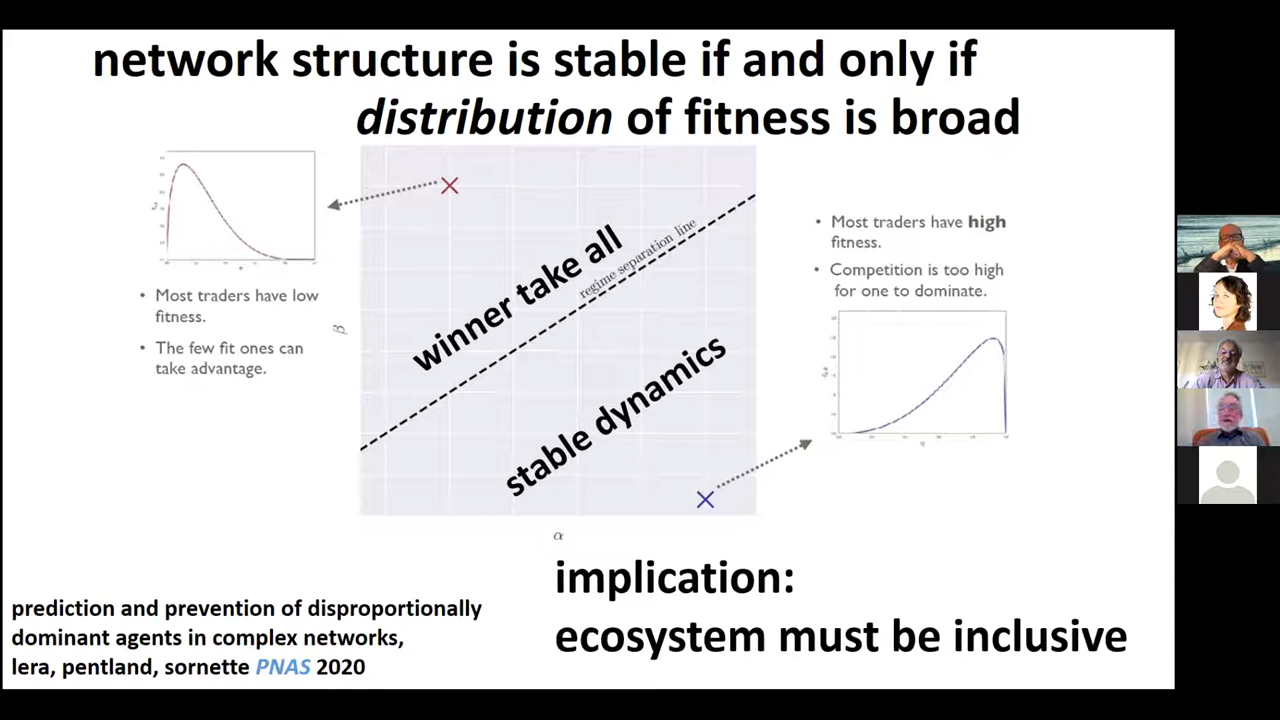 network structure is stable if and only if
distribution of fitness is broad
• Most traders have low
fitness.
• The few fit ones can
take advantage.
β
winner take all
regime separation line
stable dynamics
α
• Most traders have high
fitness.
• Competition is too high
for one to dominate.
implication:
ecosystem must be inclusive
prediction and prevention of disproportionally
dominant agents in complex networks,
lera, pentland, sornette PNAS 2020